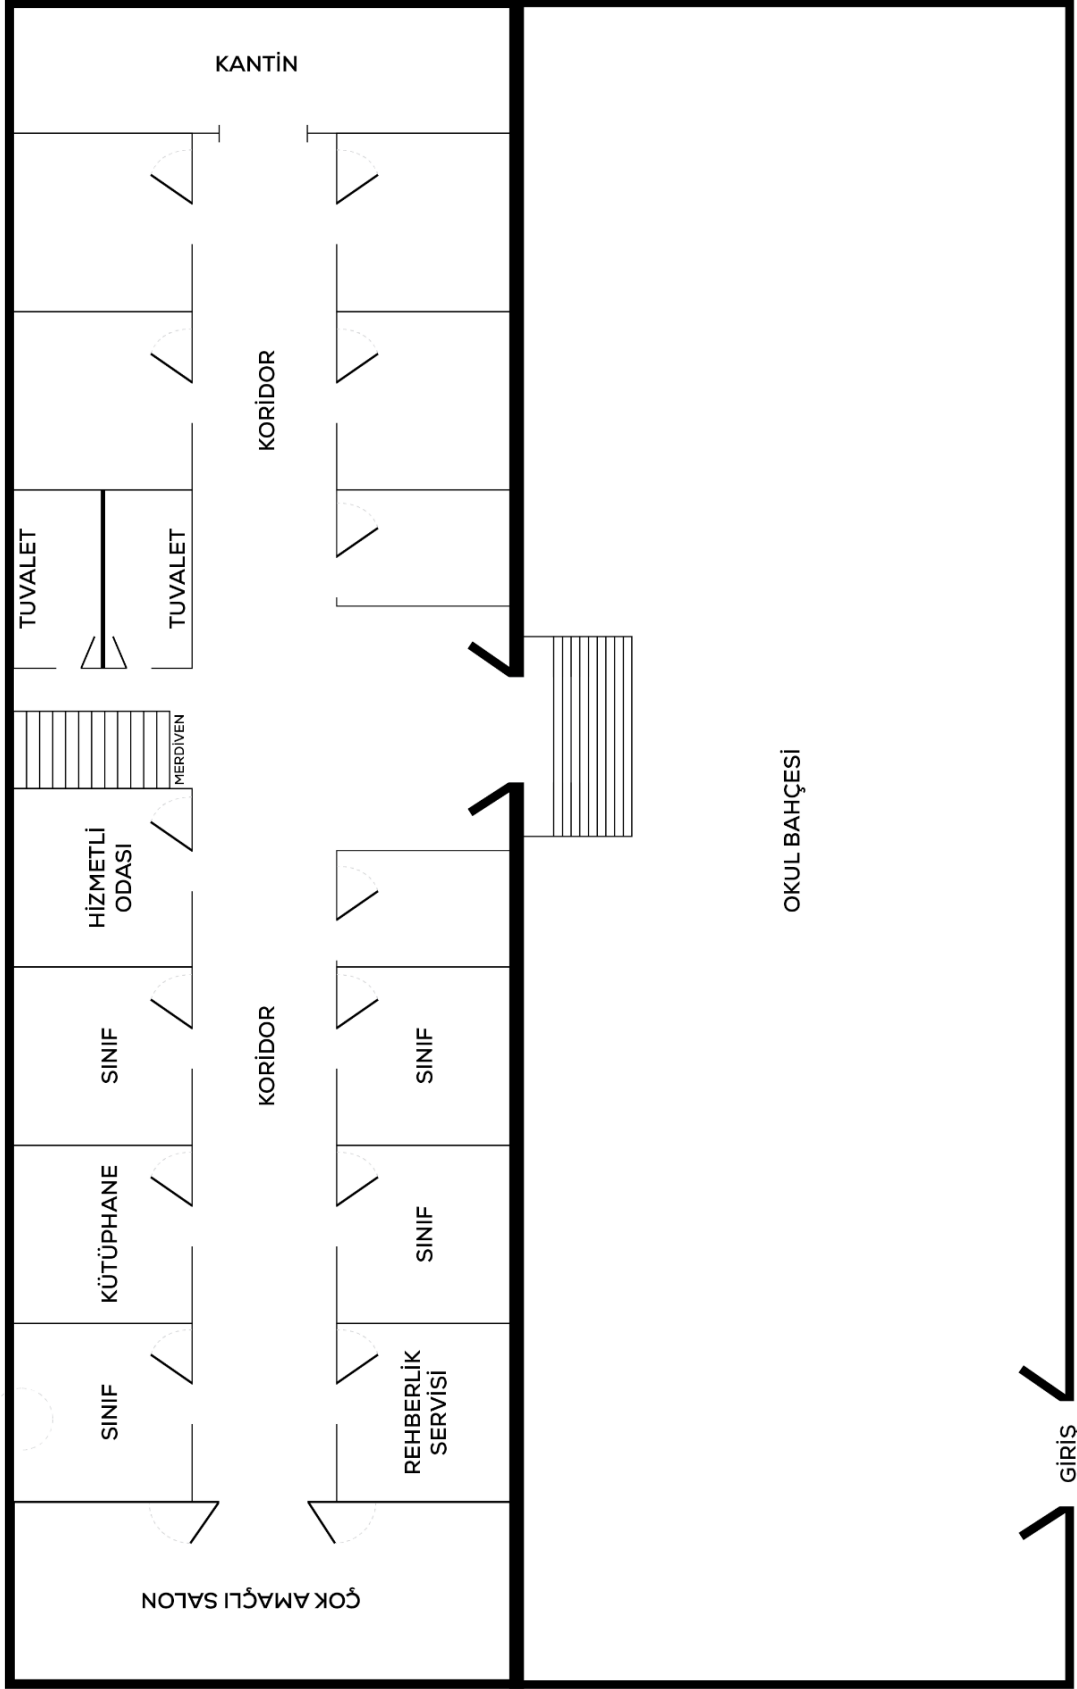 KANTİN
KORİDOR
TUVALET
TUVALET
MERDİVEN
HİZMETLİ
ODASI
OKUL BAHÇESİ
SINIF
KORİDOR
SINIF
KÜTÜPHANE
SINIF
SINIF
REHBERLİK
SERVİSİ
GİRİŞ
ÇOK AMAÇLI SALON